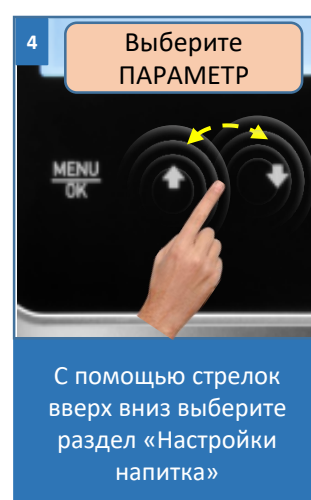 4
Выберите
ПАРАМЕТР
MENU
OK
С помощью стрелок
вверх вниз выберите
раздел «Настройки
напитка»